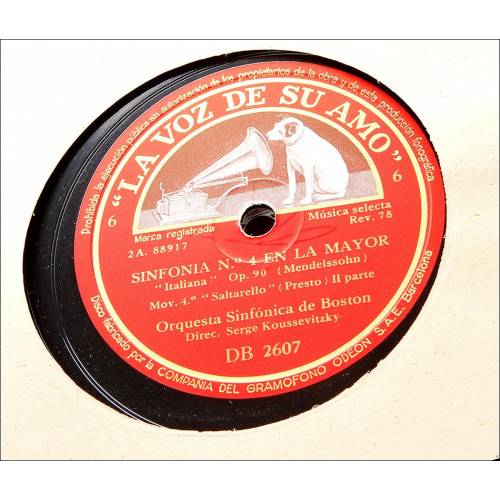 Prohibida la ejecución pública sin autorización de los propietarios de la obra y de esta producción fonográfica.
"LA VOZ DE SU AMO"
6 6
Marca registrada
Música selecta
2A. 88917
Rev. 78
SINFONIA N.º 4 EN LA MAYOR
"Italiana" Op. 90 (Mendelssohn)
Mov. 4.º "Saltarello" (Presto) II parte
Orquesta Sinfónica de Boston
Direc. Serge Koussevitzky
DB 2607
Disco fabricado por la COMPAÑIA DEL GRAMOFONO ODEON S.A.E. Barcelona